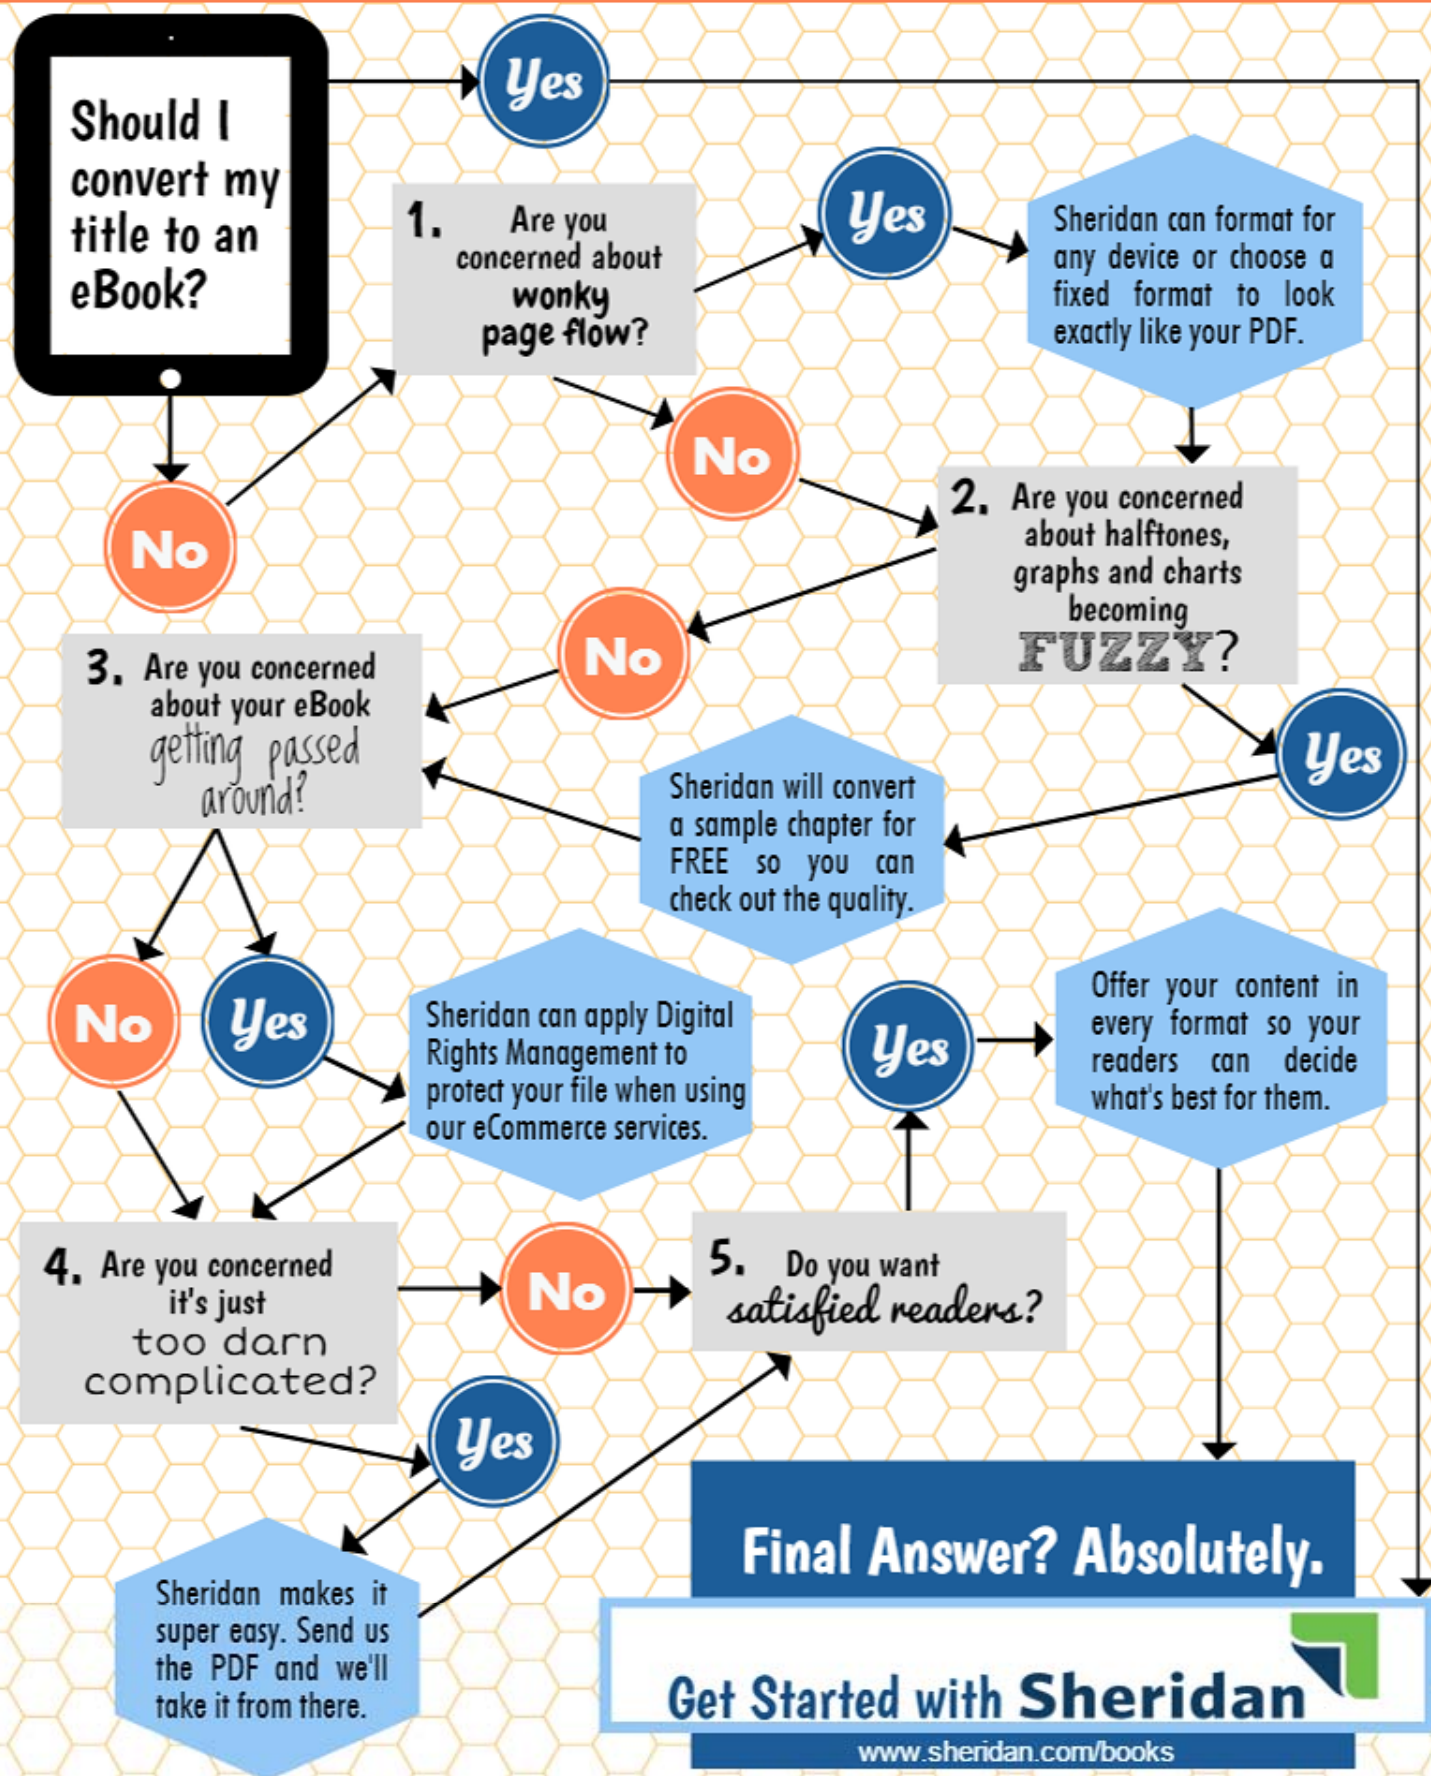 Should I
convert my
title to an
eBook?
Yes
No
1. Are you
concerned about
wonky
page flow?
Yes
Sheridan can format for
any device or choose a
fixed format to look
exactly like your PDF.
No
2. Are you concerned
about halftones,
graphs and charts
becoming
FUZZY?
No
Yes
Sheridan will convert
a sample chapter for
FREE so you can
check out the quality.
3. Are you concerned
about your eBook
getting passed
around?
No
Yes
Sheridan can apply Digital
Rights Management to
protect your file when using
our eCommerce services.
4. Are you concerned
it's just
too darn
complicated?
No
Yes
Sheridan makes it
super easy. Send us
the PDF and we'll
take it from there.
5. Do you want
satisfied readers?
Yes
Offer your content in
every format so your
readers can decide
what's best for them.
Final Answer? Absolutely.
Get Started with Sheridan
www.sheridan.com/books